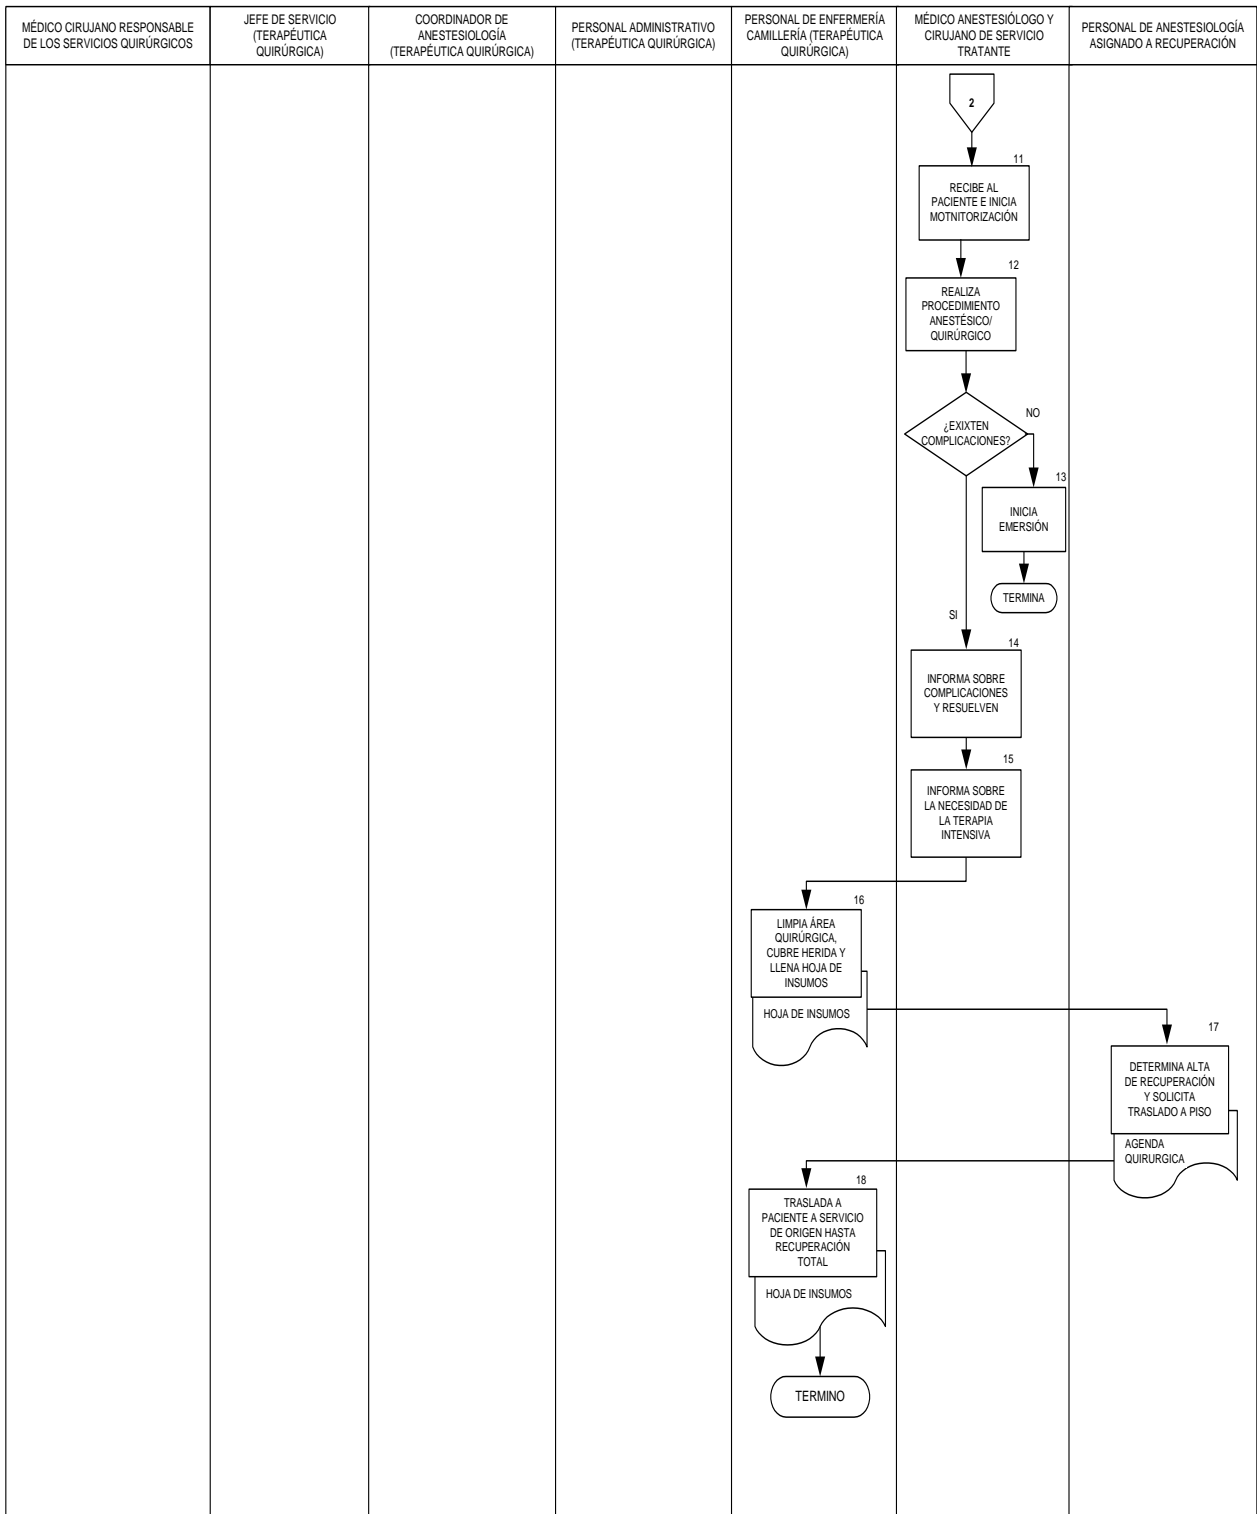 MÉDICO CIRUJANO RESPONSABLE
DE LOS SERVICIOS QUIRÚRGICOS
JEFE DE SERVICIO
(TERAPÉUTICA
QUIRÚRGICA)
COORDINADOR DE
ANESTESIOLOGÍA
(TERAPÉUTICA QUIRÚRGICA)
PERSONAL ADMINISTRATIVO
(TERAPÉUTICA QUIRÚRGICA)
PERSONAL DE ENFERMERÍA
CAMILLERÍA (TERAPÉUTICA
QUIRÚRGICA)
MÉDICO ANESTESIÓLOGO Y
CIRUJANO DE SERVICIO
TRATANTE
PERSONAL DE ANESTESIOLOGÍA
ASIGNADO A RECUPERACIÓN
2
11
RECIBE AL
PACIENTE E INICIA
MOTNITORIZACIÓN
12
REALIZA
PROCEDIMIENTO
ANESTÉSICO/
QUIRÚRGICO
¿EXIXTEN
COMPLICACIONES?
NO
13
INICIA
EMERSIÓN
TERMINA
SI
14
INFORMA SOBRE
COMPLICACIONES
Y RESUELVEN
15
INFORMA SOBRE
LA NECESIDAD DE
LA TERAPIA
INTENSIVA
16
LIMPIA ÁREA
QUIRÚRGICA,
CUBRE HERIDA Y
LLENA HOJA DE
INSUMOS
HOJA DE INSUMOS
17
DETERMINA ALTA
DE RECUPERACIÓN
Y SOLICITA
TRASLADO A PISO
AGENDA
QUIRURGICA
18
TRASLADA A
PACIENTE A SERVICIO
DE ORIGEN HASTA
RECUPERACIÓN
TOTAL
HOJA DE INSUMOS
TERMINO